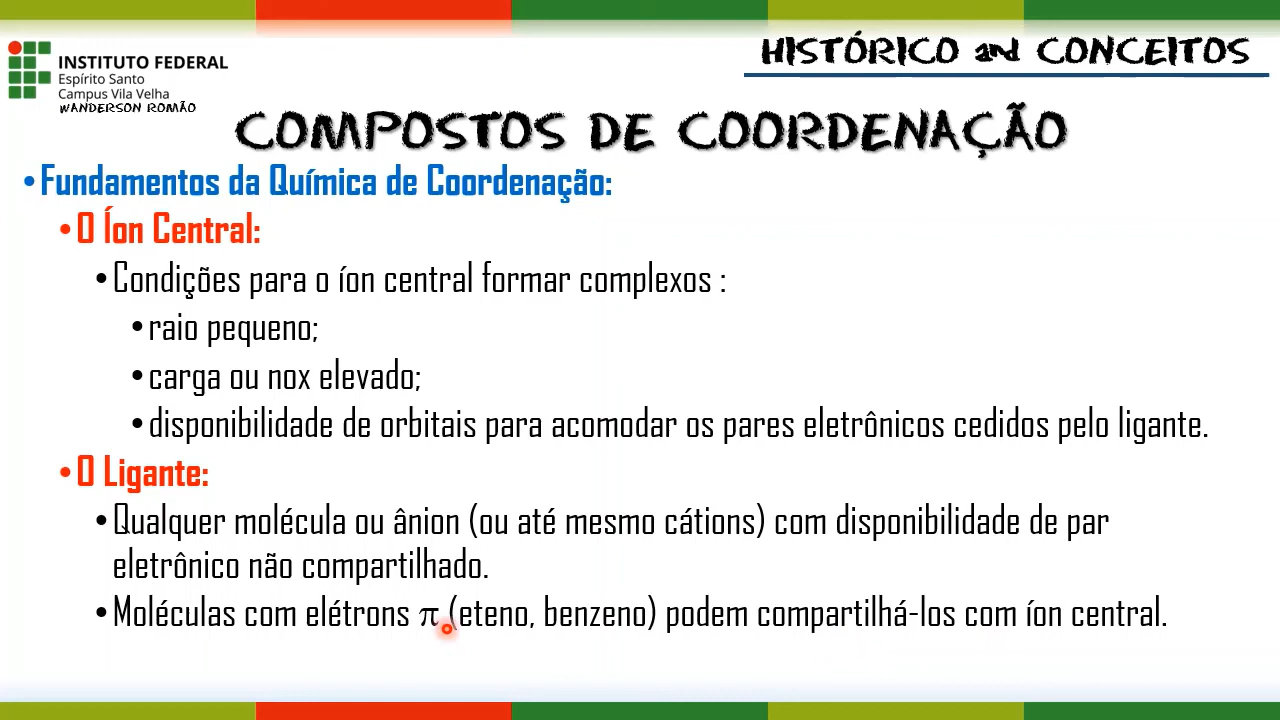 HISTÓRICO and CONCEITOS
INSTITUTO FEDERAL
Espírito Santo
Campus Vila Velha
WANDERSON ROMÃO
COMPOSTOS DE COORDENAÇÃO
•Fundamentos da Química de Coordenação:
•O Íon Central:
•Condições para o íon central formar complexos :
•raio pequeno;
•carga ou nox elevado;
•disponibilidade de orbitais para acomodar os pares eletrônicos cedidos pelo ligante.
•O Ligante:
•Qualquer molécula ou ânion (ou até mesmo cátions) com disponibilidade de par
eletrônico não compartilhado.
•Moléculas com elétrons π (eteno, benzeno) podem compartilhá-los com íon central.